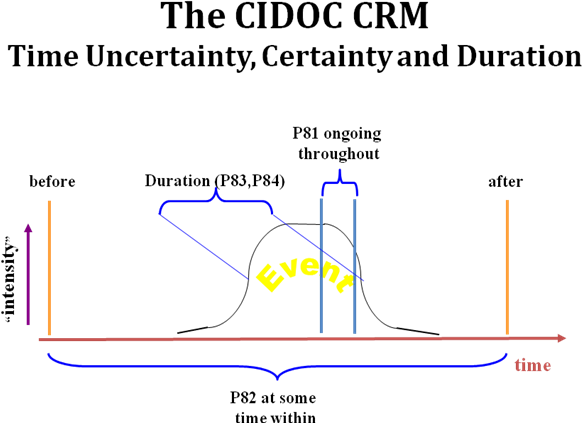 The CIDOC CRM
Time Uncertainty, Certainty and Duration
P81 ongoing
throughout
before
Duration (P83,P84)
after
"intensity"
Event
time
P82 at some
time within